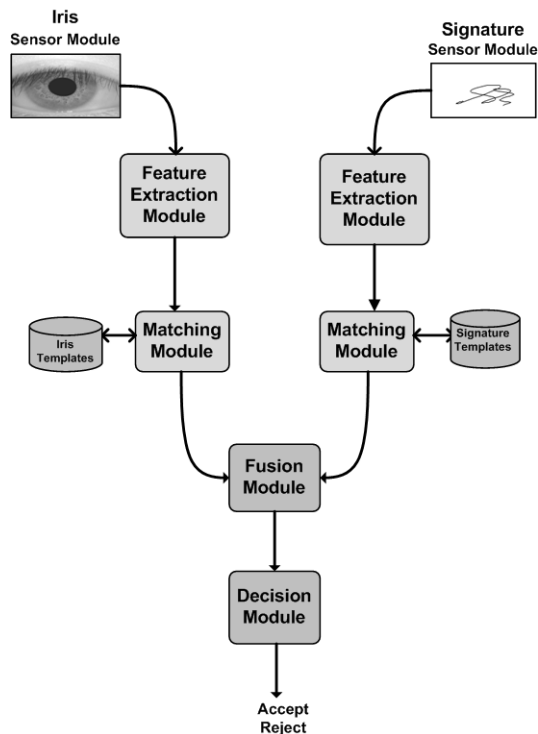 Iris
Sensor Module
Signature
Sensor Module
Feature
Extraction
Module
Feature
Extraction
Module
Iris
Templates
Matching
Module
Matching
Module
Signature
Templates
Fusion
Module
Decision
Module
Accept
Reject